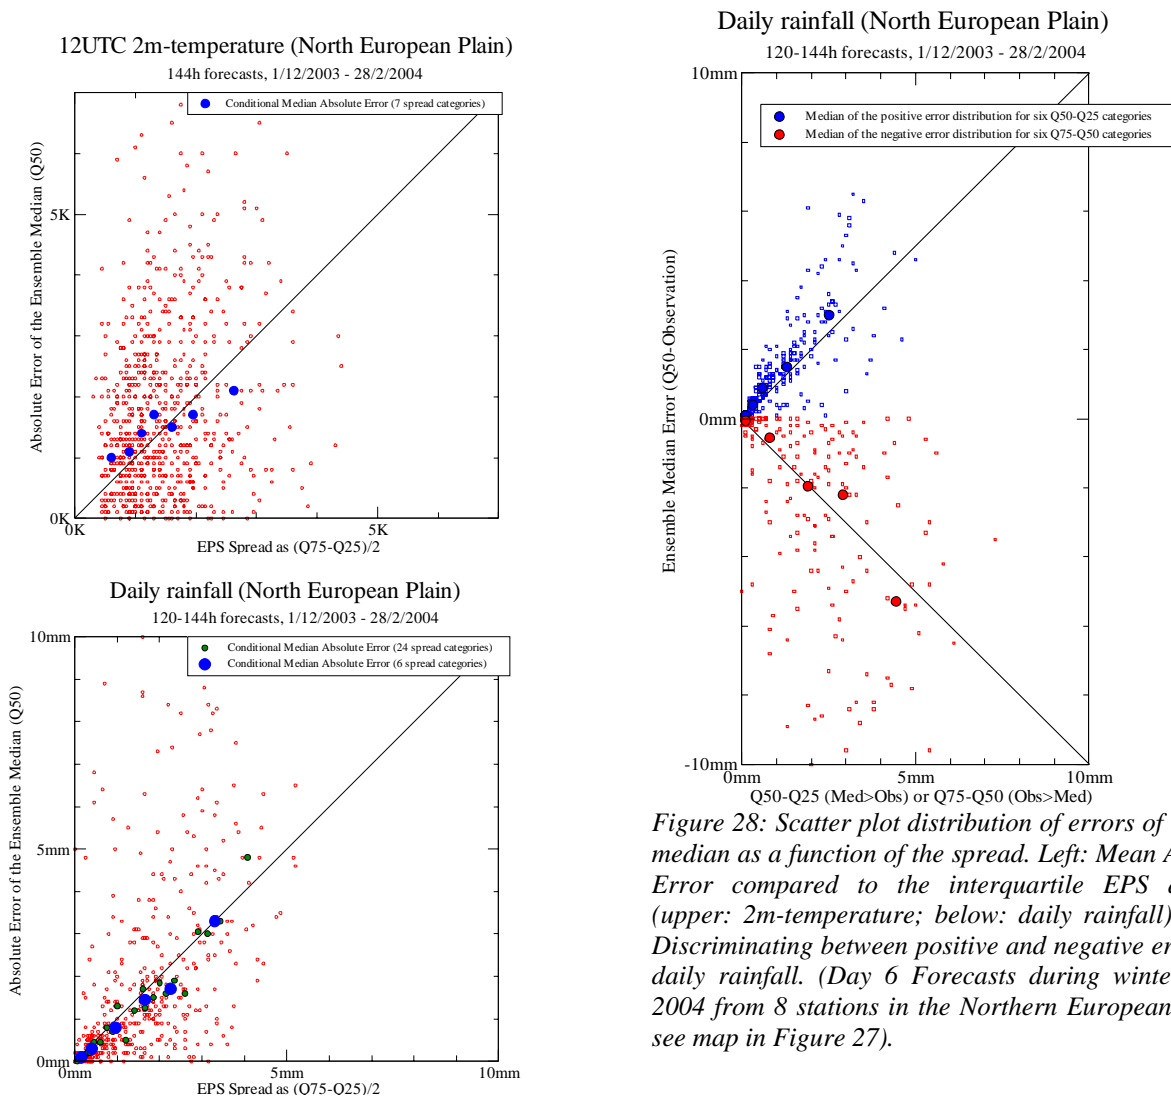 12UTC 2m-temperature (North European Plain)
144h forecasts, 1/12/2003 - 28/2/2004
Conditional Median Absolute Error (7 spread categories)
Absolute Error of the Ensemble Median (Q50)
5K
0K
0K
5K
EPS Spread as (Q75-Q25)/2
Daily rainfall (North European Plain)
120-144h forecasts, 1/12/2003 - 28/2/2004
10mm
Conditional Median Absolute Error (24 spread categories)
Conditional Median Absolute Error (6 spread categories)
Absolute Error of the Ensemble Median (Q50)
5mm
0mm
0mm
5mm
10mm
EPS Spread as (Q75-Q25)/2
Daily rainfall (North European Plain)
120-144h forecasts, 1/12/2003 - 28/2/2004
10mm
Median of the positive error distribution for six Q50-Q25 categories
Median of the negative error distribution for six Q75-Q50 categories
Ensemble Median Error (Q50-Observation)
0mm
-10mm
0mm
5mm
10mm
Q50-Q25 (Med>Obs) or Q75-Q50 (Obs>Med)
Figure 28: Scatter plot distribution of errors of
median as a function of the spread. Left: Mean A
Error compared to the interquartile EPS
(upper: 2m-temperature; below: daily rainfall)
Discriminating between positive and negative er
daily rainfall. (Day 6 Forecasts during winte
2004 from 8 stations in the Northern European
see map in Figure 27).